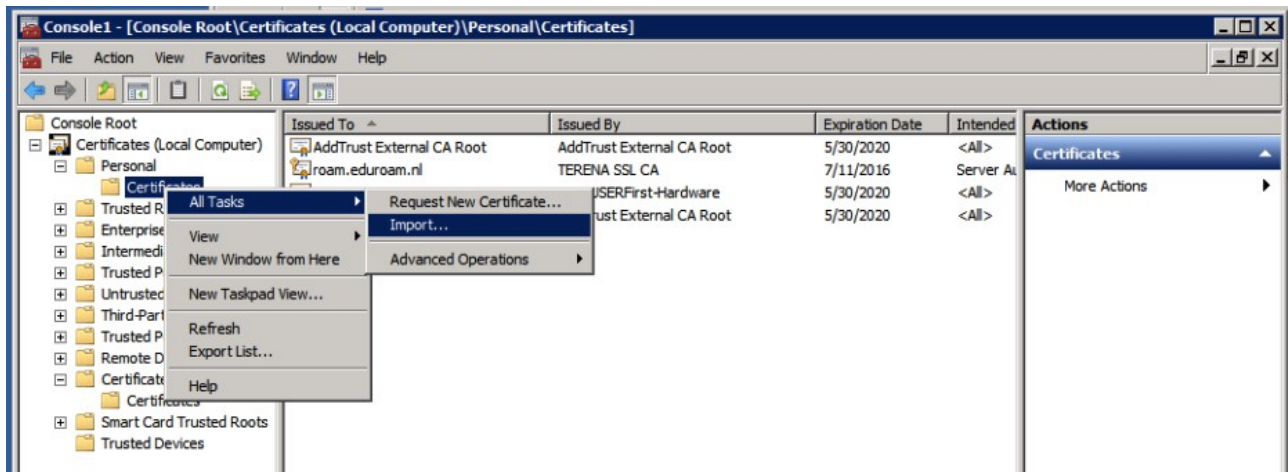 Console1 - [Console Root\Certificates (Local Computer)\Personal\Certificates]
File Action View Favorites Window Help
Console Root
Certificates (Local Computer)
Personal
Certificates
Trusted R
Enterprise
Intermedi
Trusted P
Untrusted
Third-Part
Trusted P
Remote D
Certificate
Certificates
Smart Card Trusted Roots
Trusted Devices
All Tasks
View
New Window from Here
New Taskpad View...
Refresh
Export List...
Help
Request New Certificate...
Import...
Advanced Operations
Issued To Issued By Expiration Date Intended
AddTrust External CA Root AddTrust External CA Root 5/30/2020 <All>
roam.eduroam.nl TERENA SSL CA 7/11/2016 Server Au
USERFirst-Hardware 5/30/2020 <All>
rust External CA Root 5/30/2020 <All>
Actions
Certificates
More Actions